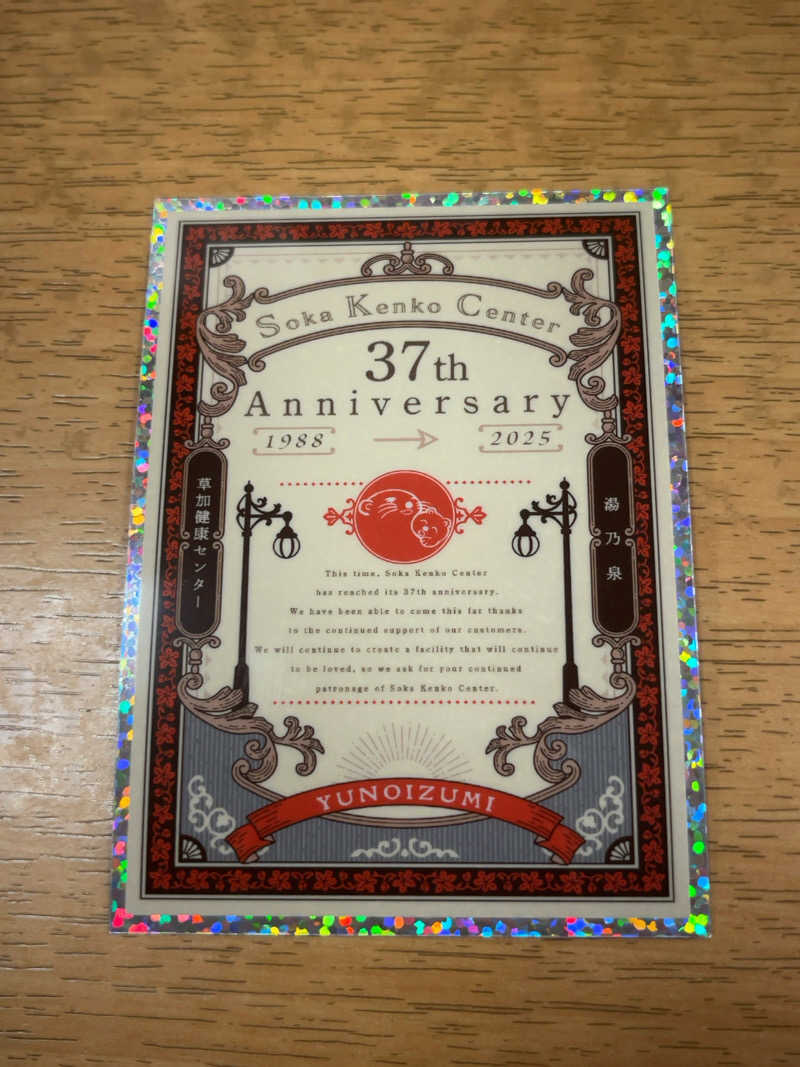 Soka Kenko Center
37th
Anniversary
1988
2025
草加健康センター
湯乃泉
This time, Soka Kenko Center
has reached its 37th anniversary.
We have been able to come this far thanks
to the continued support of our customers.
We will continue to create a facility that will continue
to be loved, so we ask for your continued
patronage of Soka Kenko Center.
YUNOIZUMI